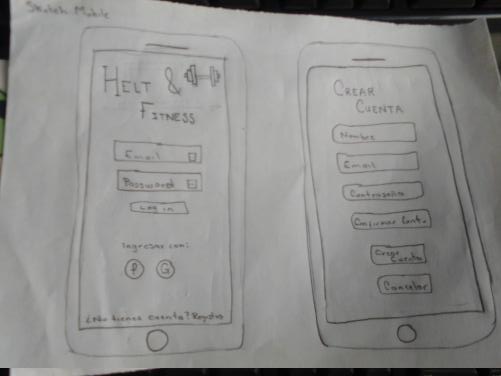 Sketch Mobile
HELT &
FITNESS
Email
Password
Log in
Ingresar con:
f G
¿No tienes cuenta? Registra
CREAR
CUENTA
Nombre
Email
Contraseña
Confirmar Cont.
Crear
Cuenta
Cancelar